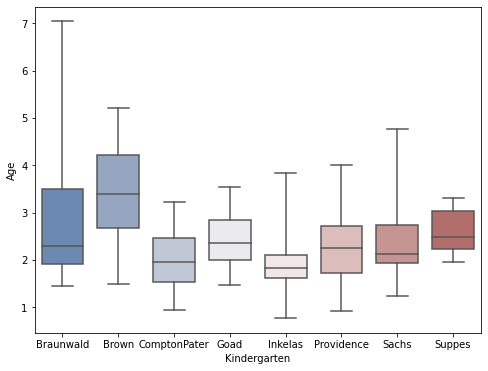 7
6
5
4
3
2
1
Age
Braunwald Brown ComptonPater Goad Inkelas Providence Sachs Suppes
Kindergarten